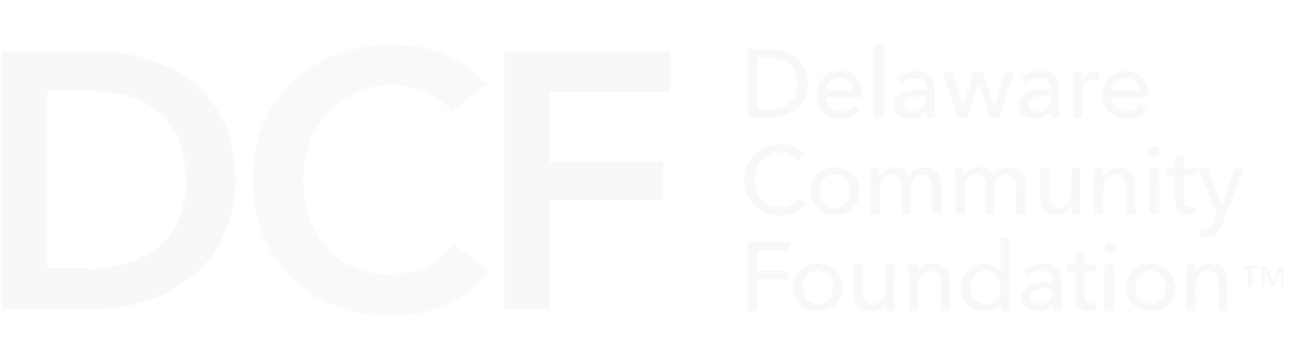 DCF
Delaware
Community
Foundation™